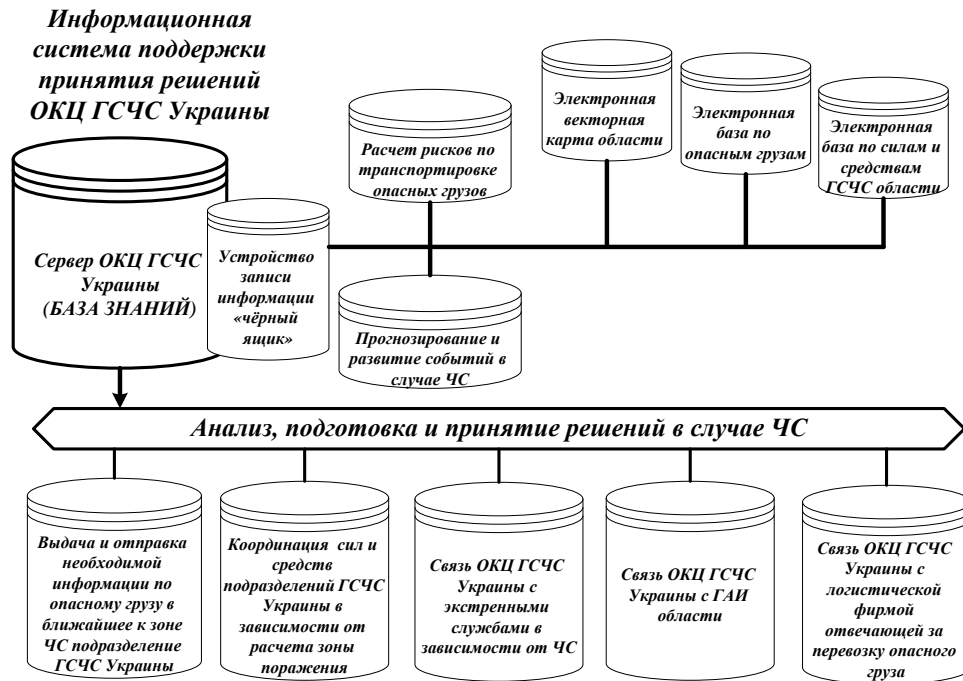 Информационная
система поддержки
принятия решений
ОКЦ ГСЧС Украины
Сервер ОКЦ ГСЧС
Украины
(БАЗА ЗНАНИЙ)
Устройство
записи
информации
«чёрный
ящик»
Расчет рисков по
транспортировке
опасных грузов
Электронная
векторная
карта области
Электронная
база по
опасным грузам
Электронная
база по силам и
средствам
ГСЧС области
Прогнозирование и
развитие событий в
случае ЧС
Анализ, подготовка и принятие решений в случае ЧС
Выдача и отправка
необходимой
информации по
опасному грузу в
ближайшее к зоне
ЧС подразделение
ГСЧС Украины
Координация сил и
средств
подразделений ГСЧС
Украины в
зависимости от
расчета зоны
поражения
Связь ОКЦ ГСЧС
Украины с
экстренными
службами в
зависимости от ЧС
Связь ОКЦ ГСЧС
Украины с ГАИ
области
Связь ОКЦ ГСЧС
Украины с
логистической
фирмой
отвечающей за
перевозку опасного
груза